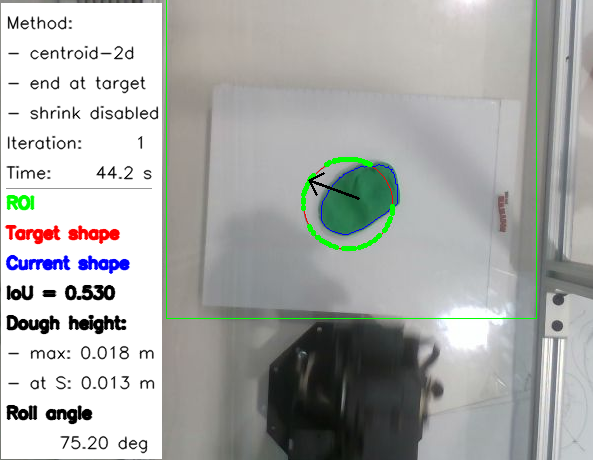 Method:
- centroid-2d
- end at target
- shrink disabled
Iteration: 1
Time: 44.2 s
ROI
Target shape
Current shape
IoU = 0.530
Dough height:
- max: 0.018 m
- at S: 0.013 m
Roll angle
75.20 deg